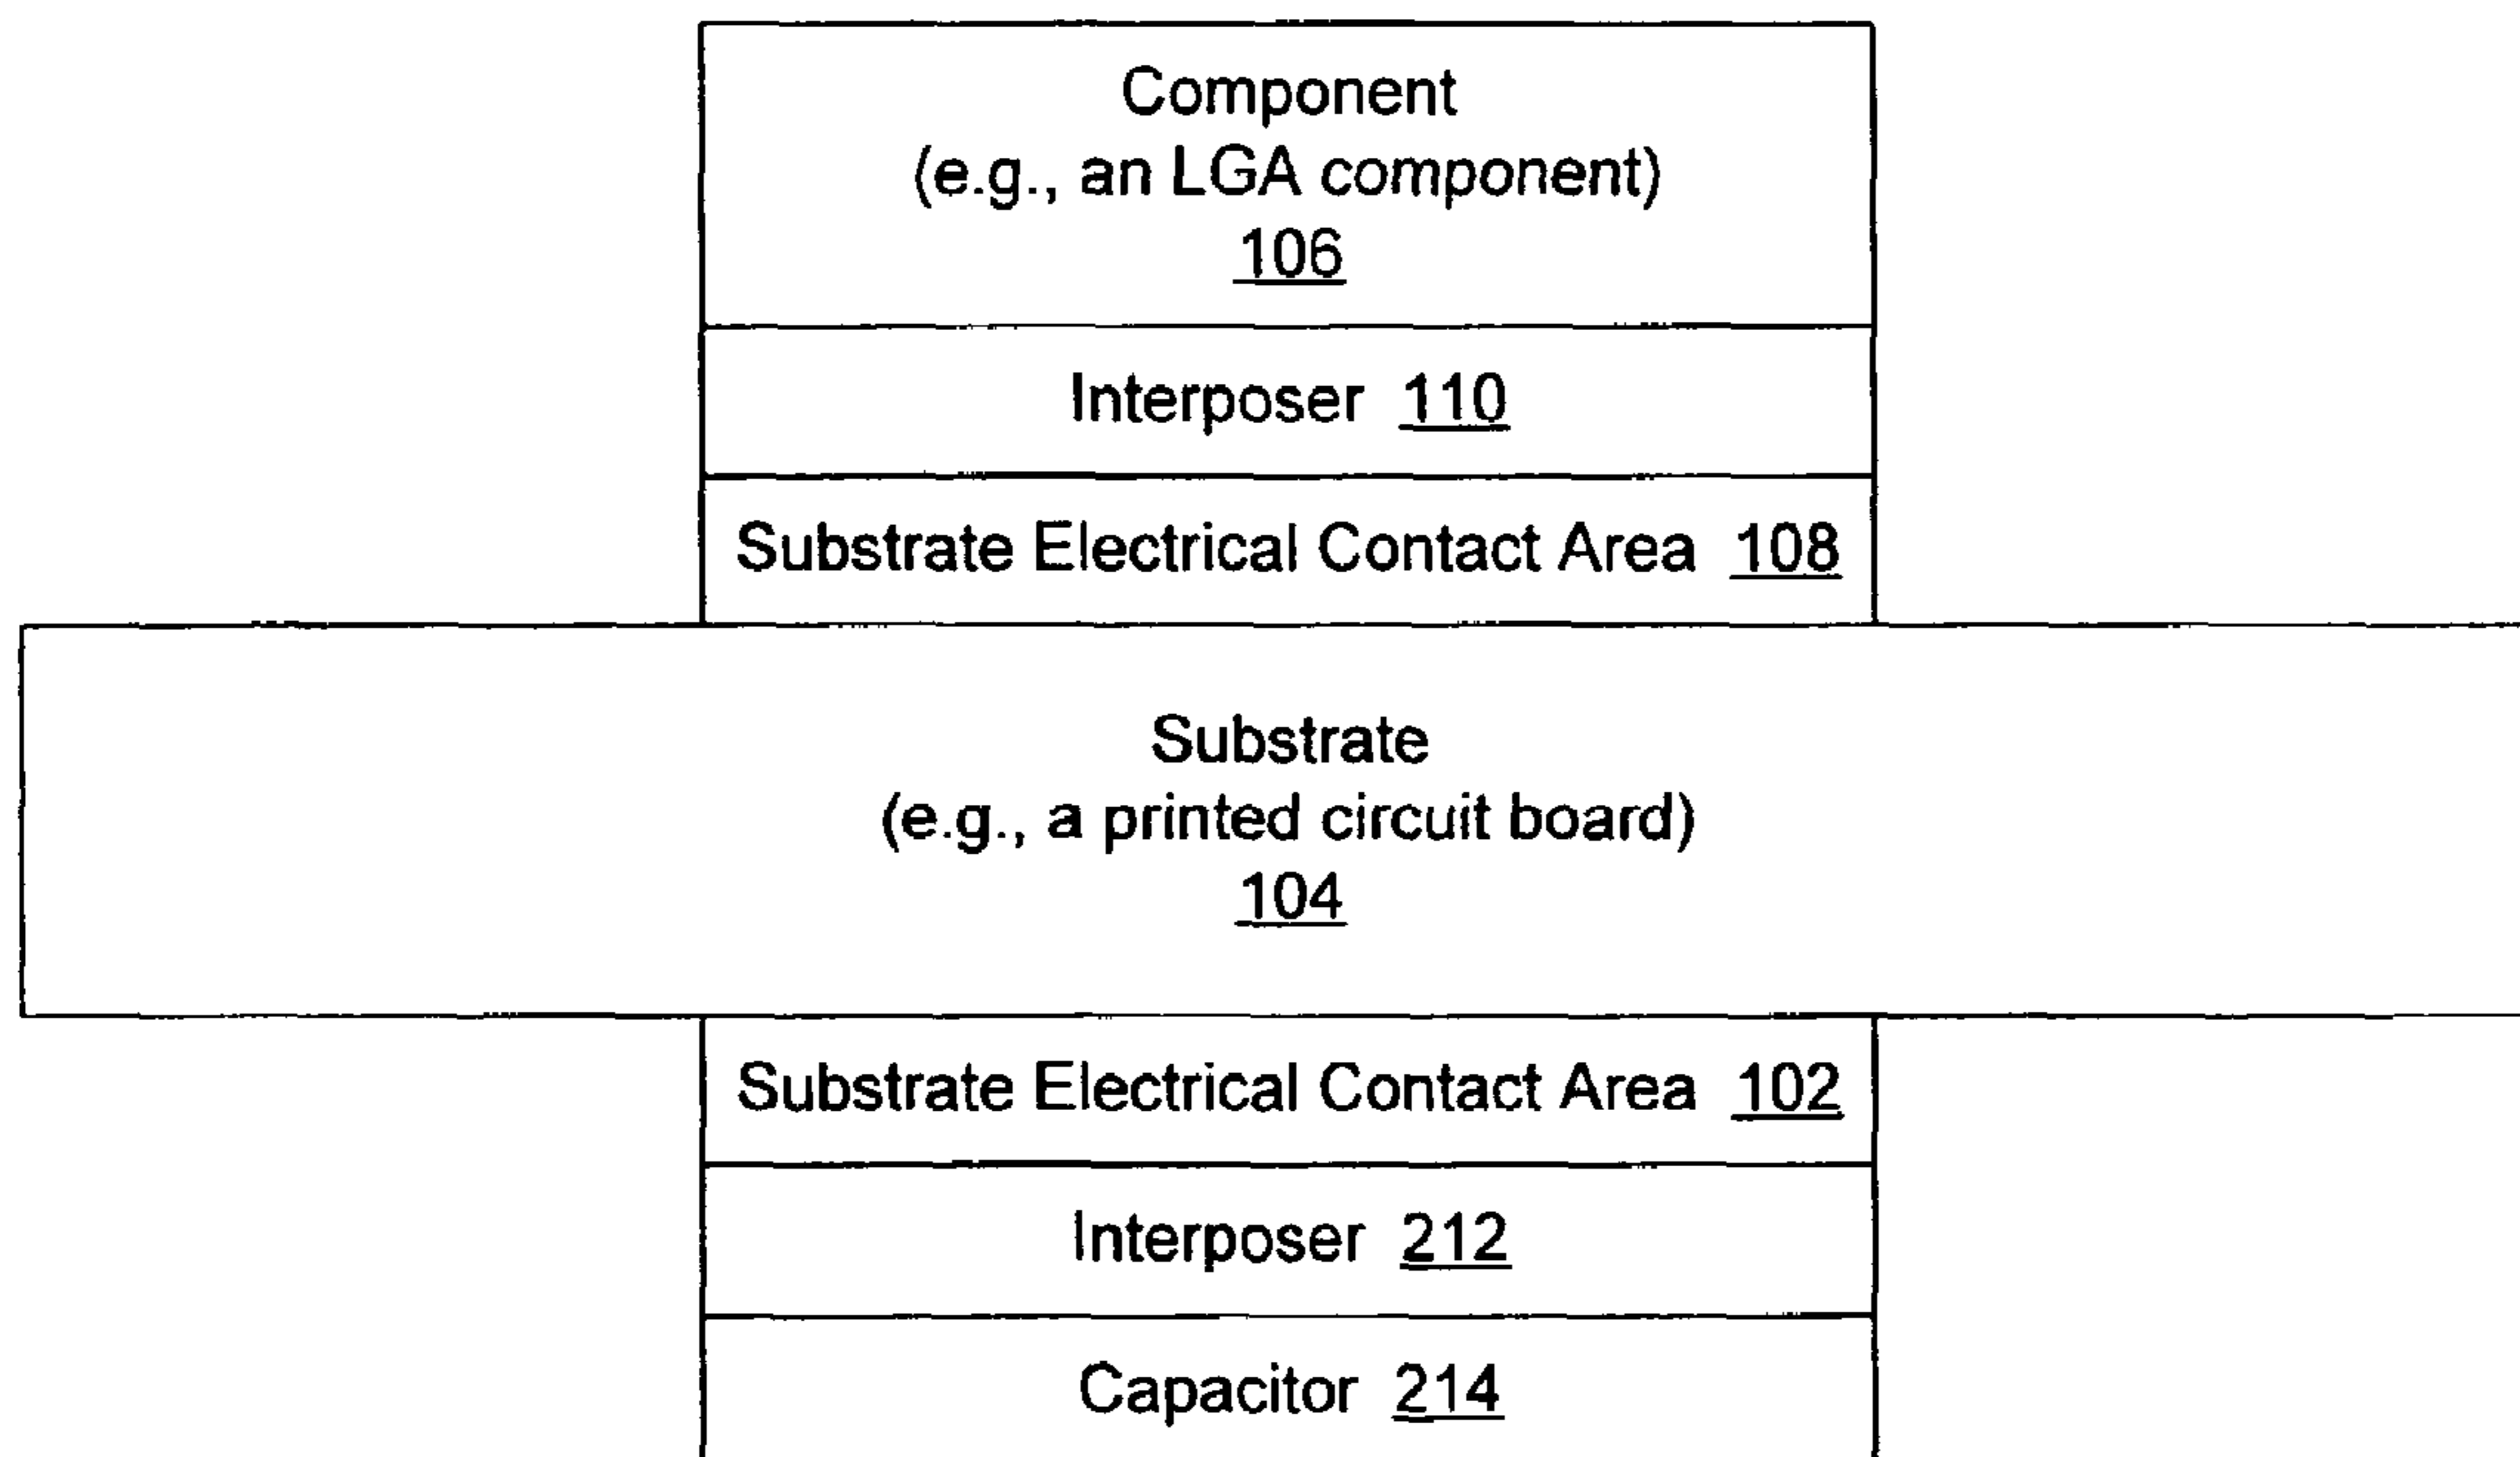 Component
(e.g., an LGA component)
106
Interposer 110
Substrate Electrical Contact Area 108
Substrate
(e.g., a printed circuit board)
104
Substrate Electrical Contact Area 102
Interposer 212
Capacitor 214